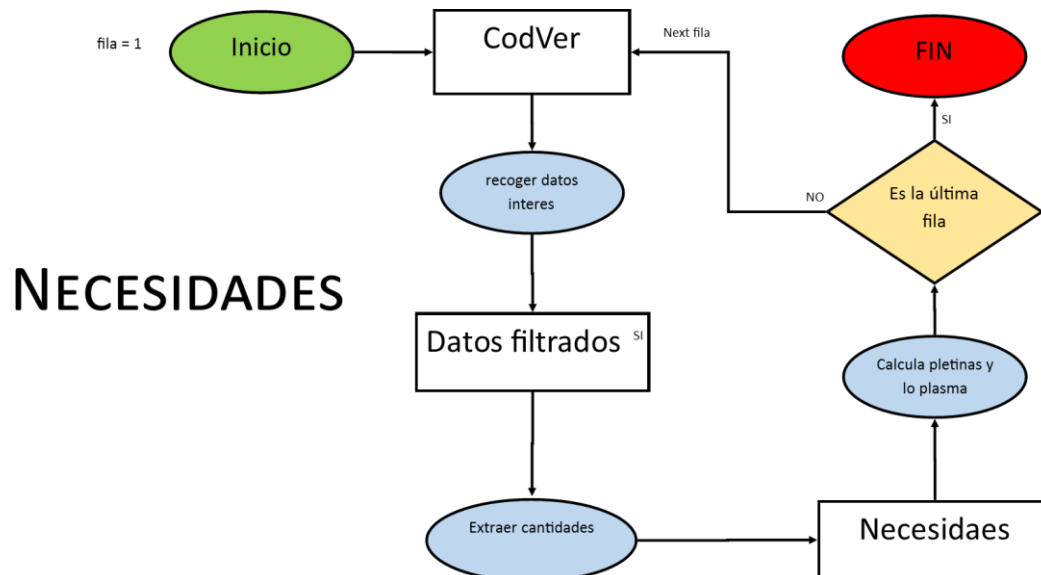 fila = 1
Inicio
CodVer
Next fila
FIN
SI
recoger datos
interes
NO
Es la última
fila
NECESIDADES
Datos filtrados
SI
Calcula pletinas y
lo plasma
Extraer cantidades
Necesidaes